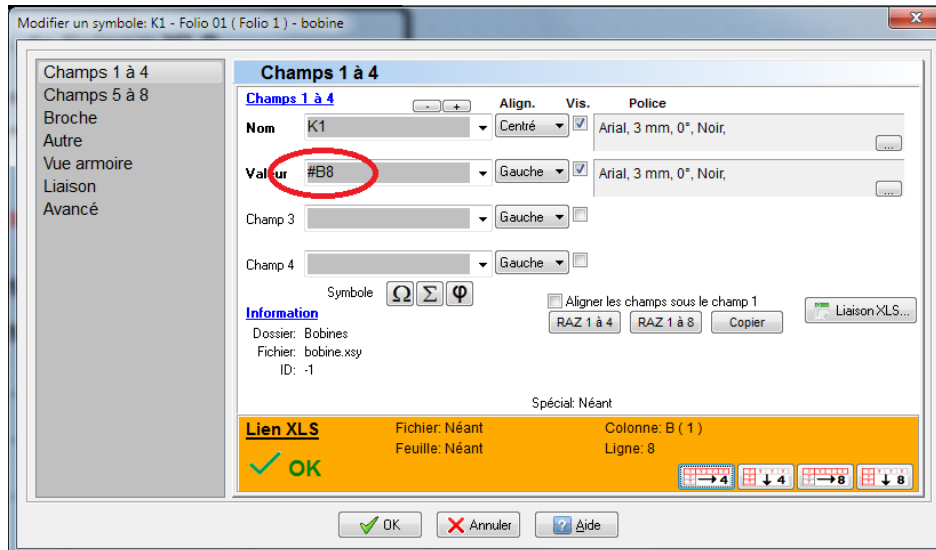 Modifier un symbole: K1 - Folio 01 ( Folio 1 ) - bobine
Champs 1 à 4
Champs 5 à 8
Broche
Autre
Vue armoire
Liaison
Avancé
Champs 1 à 4
Champs 1 à 4 - + Align. Vis. Police
Nom K1 Centré Arial, 3 mm, 0°, Noir, ...
Valeur #B8 Gauche Arial, 3 mm, 0°, Noir, ...
Champ 3 Gauche
Champ 4 Gauche
Symbole Ω Σ φ
Aligner les champs sous le champ 1
RAZ 1 à 4 RAZ 1 à 8 Copier Liaison XLS...
Information
Dossier: Bobines
Fichier: bobine.xsy
ID: -1
Spécial: Néant
Lien XLS Fichier: Néant Colonne: B ( 1 )
Feuille: Néant Ligne: 8
OK
4 4 8 8
OK Annuler Aide